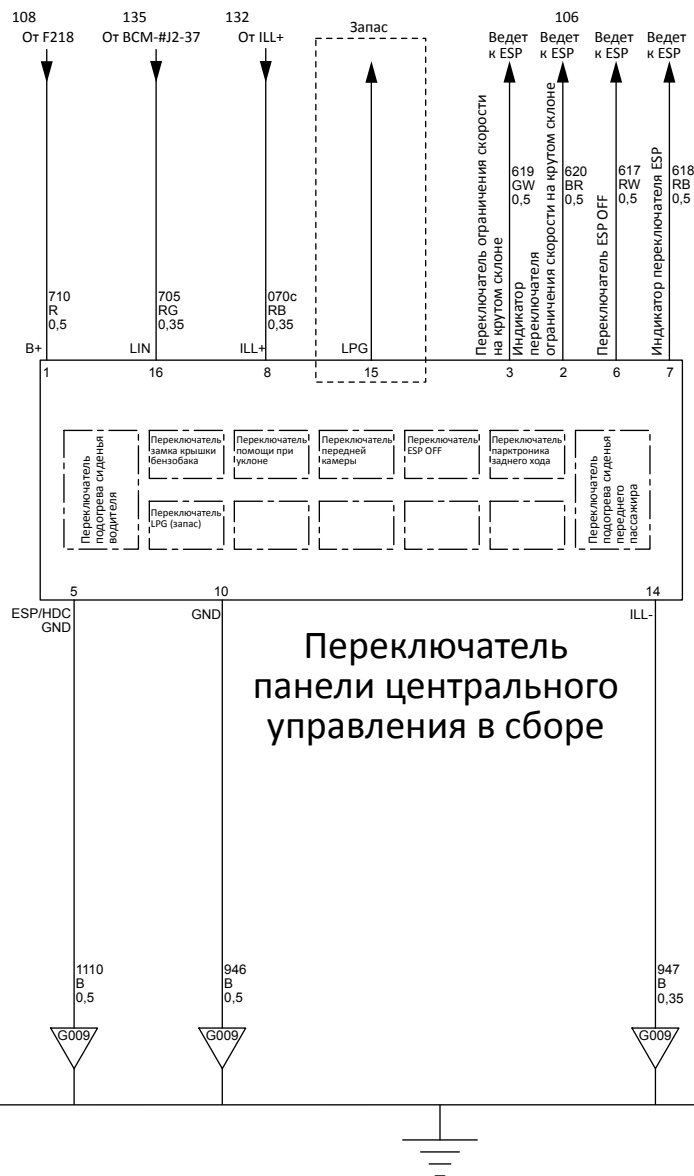 108
135
132
Запас
106
От F218
От BCM-#J2-37
От ILL+
Ведет
к ESP
Ведет
к ESP
Ведет
к ESP
Ведет
к ESP
Переключатель ограничения скорости
на крутом склоне
619
GW
0,5
Индикатор
переключателя
ограничения скорости на крутом склоне
620
BR
0,5
Переключатель ESP OFF
617
RW
0,5
Индикатор переключателя ESP
618
RB
0,5
710
R
0,5
705
RG
0,35
070c
RB
0,35
B+
LIN
ILL+
LPG
1
16
8
15
3
2
6
7
Переключатель
подогрева сиденья
водителя
Переключатель
замка крышки
бензобака
Переключатель
помощи при
уклоне
Переключатель
передней
камеры
Переключатель
ESP OFF
Переключатель
парктроника
заднего хода
Переключатель
подогрева сиденья
переднего
пассажира
Переключатель
LPG (запас)
5
10
14
ESP/HDC
GND
GND
ILL-
Переключатель
панели центрального
управления в сборе
1110
B
0,5
946
B
0,5
947
B
0,35
G009
G009
G009